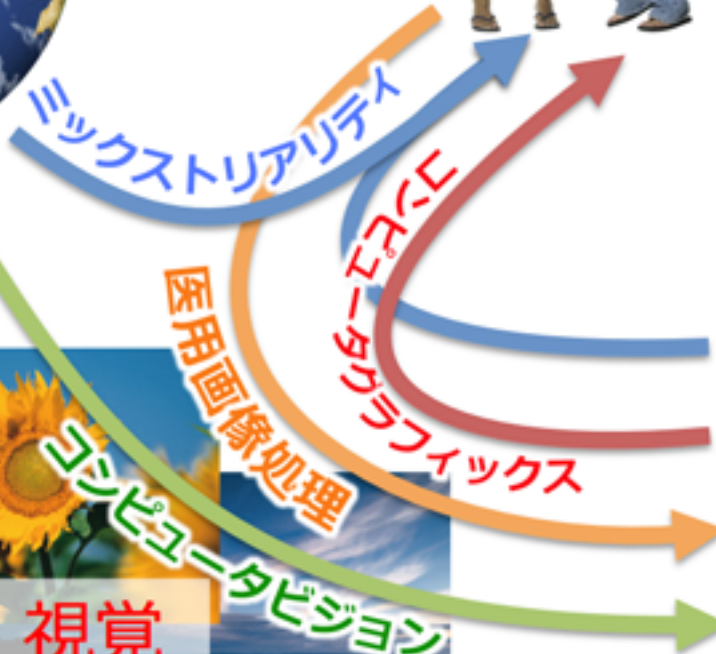 ミックストリアリティ
コンピュータグラフィックス
医用画像処理
コンピュータビジョン
視覚